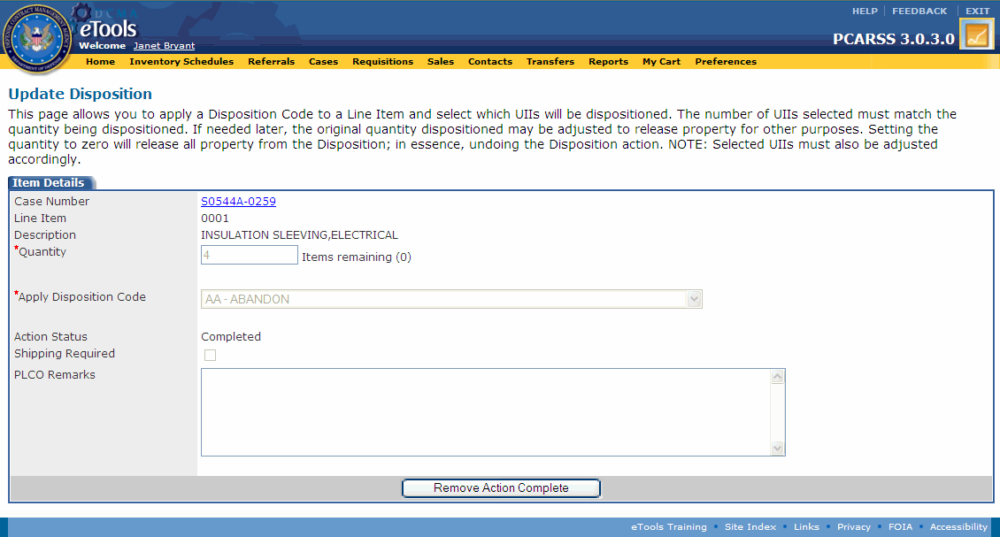 HELP FEEDBACK EXIT
DCMA
eTools
Welcome Janet Bryant
PCARSS 3.0.3.0
Home Inventory Schedules Referrals Cases Requisitions Sales Contacts Transfers Reports My Cart Preferences
Update Disposition
This page allows you to apply a Disposition Code to a Line Item and select which UIIs will be dispositioned. The number of UIIs selected must match the
quantity being dispositioned. If needed later, the original quantity dispositioned may be adjusted to release property for other purposes. Setting the
quantity to zero will release all property from the Disposition; in essence, undoing the Disposition action. NOTE: Selected UIIs must also be adjusted
accordingly.
Item Details
Case Number S0544A-0259
Line Item 0001
Description INSULATION SLEEVING,ELECTRICAL
*Quantity 4 Items remaining (0)
*Apply Disposition Code AA - ABANDON
Action Status Completed
Shipping Required
PLCO Remarks
Remove Action Complete
eTools Training • Site Index • Links • Privacy • FOIA • Accessibility